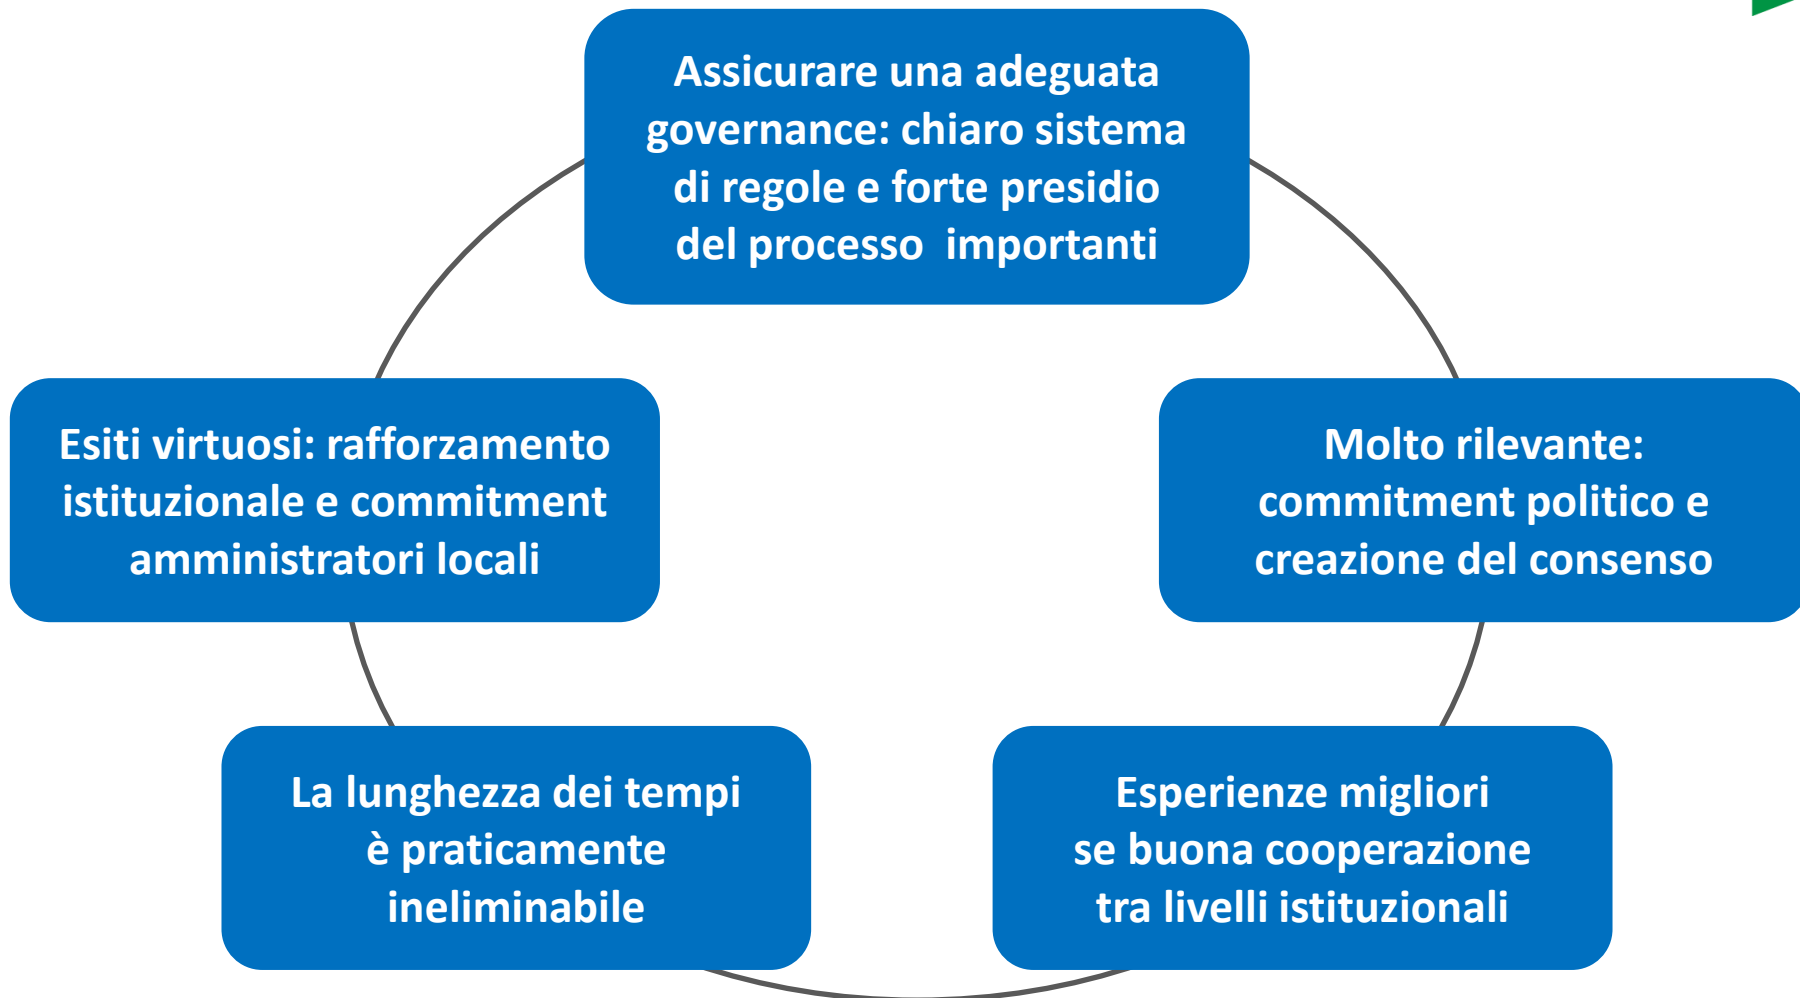 Assicurare una adeguata
governance: chiaro sistema
di regole e forte presidio
del processo  importanti
Esiti virtuosi: rafforzamento
istituzionale e commitment
amministratori locali
Molto rilevante:
commitment politico e
creazione del consenso
La lunghezza dei tempi
è praticamente
ineliminabile
Esperienze migliori
se buona cooperazione
tra livelli istituzionali